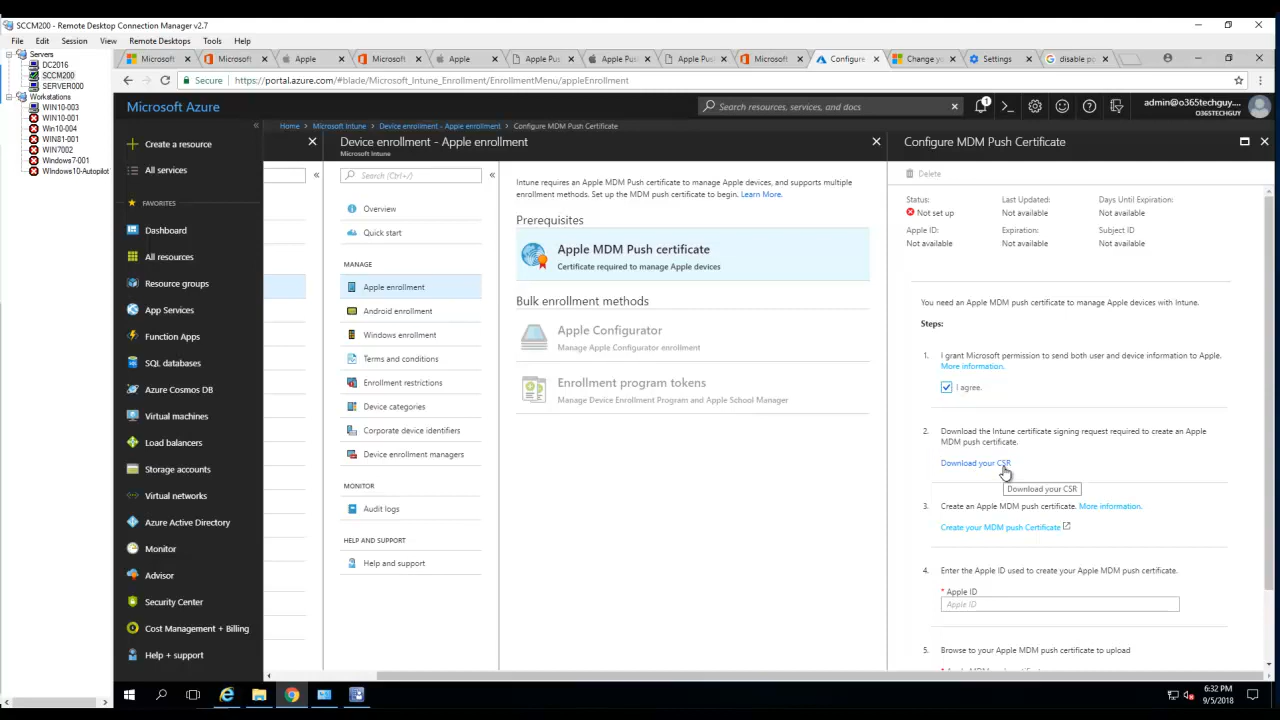 SCCM200 - Remote Desktop Connection Manager v2.7
File Edit Session View Remote Desktops Tools Help
Servers
DC2016
SCCM200
SERVER000
Workstations
WIN10-003
WIN10-001
Win10-004
WIN81-001
WIN7002
Windows7-001
WIndows10-Autopilot
Microsoft
Microsoft
Apple
Microsoft
Apple
Apple Pus
Apple Pus
Apple Pus
Microsoft
Configure
Change yo
Settings
disable po
Secure https://portal.azure.com/#blade/Microsoft_Intune_Enrollment/EnrollmentMenu/appleEnrollment
Microsoft Azure
Search resources, services, and docs
1
admin@o365techguy....
O365TECHGUY
Create a resource
All services
FAVORITES
Dashboard
All resources
Resource groups
App Services
Function Apps
SQL databases
Azure Cosmos DB
Virtual machines
Load balancers
Storage accounts
Virtual networks
Azure Active Directory
Monitor
Advisor
Security Center
Cost Management + Billing
Help + support
Home Microsoft Intune Device enrollment - Apple enrollment Configure MDM Push Certificate
Device enrollment - Apple enrollment
Microsoft Intune
Search (Ctrl+/)
Overview
Quick start
MANAGE
Apple enrollment
Android enrollment
Windows enrollment
Terms and conditions
Enrollment restrictions
Device categories
Corporate device identifiers
Device enrollment managers
MONITOR
Audit logs
HELP AND SUPPORT
Help and support
Intune requires an Apple MDM Push certificate to manage Apple devices, and supports multiple
enrollment methods. Set up the MDM push certificate to begin. Learn More.
Prerequisites
Apple MDM Push certificate
Certificate required to manage Apple devices
Bulk enrollment methods
Apple Configurator
Manage Apple Configurator enrollment
Enrollment program tokens
Manage Device Enrollment Program and Apple School Manager
Configure MDM Push Certificate
Delete
Status: Last Updated: Days Until Expiration:
Not set up Not available Not available
Apple ID: Expiration: Subject ID
Not available Not available Not available
You need an Apple MDM push certificate to manage Apple devices with Intune.
Steps:
1. I grant Microsoft permission to send both user and device information to Apple.
More information.
I agree.
2. Download the Intune certificate signing request required to create an Apple
MDM push certificate.
Download your CSR
Download your CSR
3. Create an Apple MDM push certificate. More information.
Create your MDM push Certificate
4. Enter the Apple ID used to create your Apple MDM push certificate.
* Apple ID
Apple ID
5. Browse to your Apple MDM push certificate to upload
6:32 PM
9/5/2018